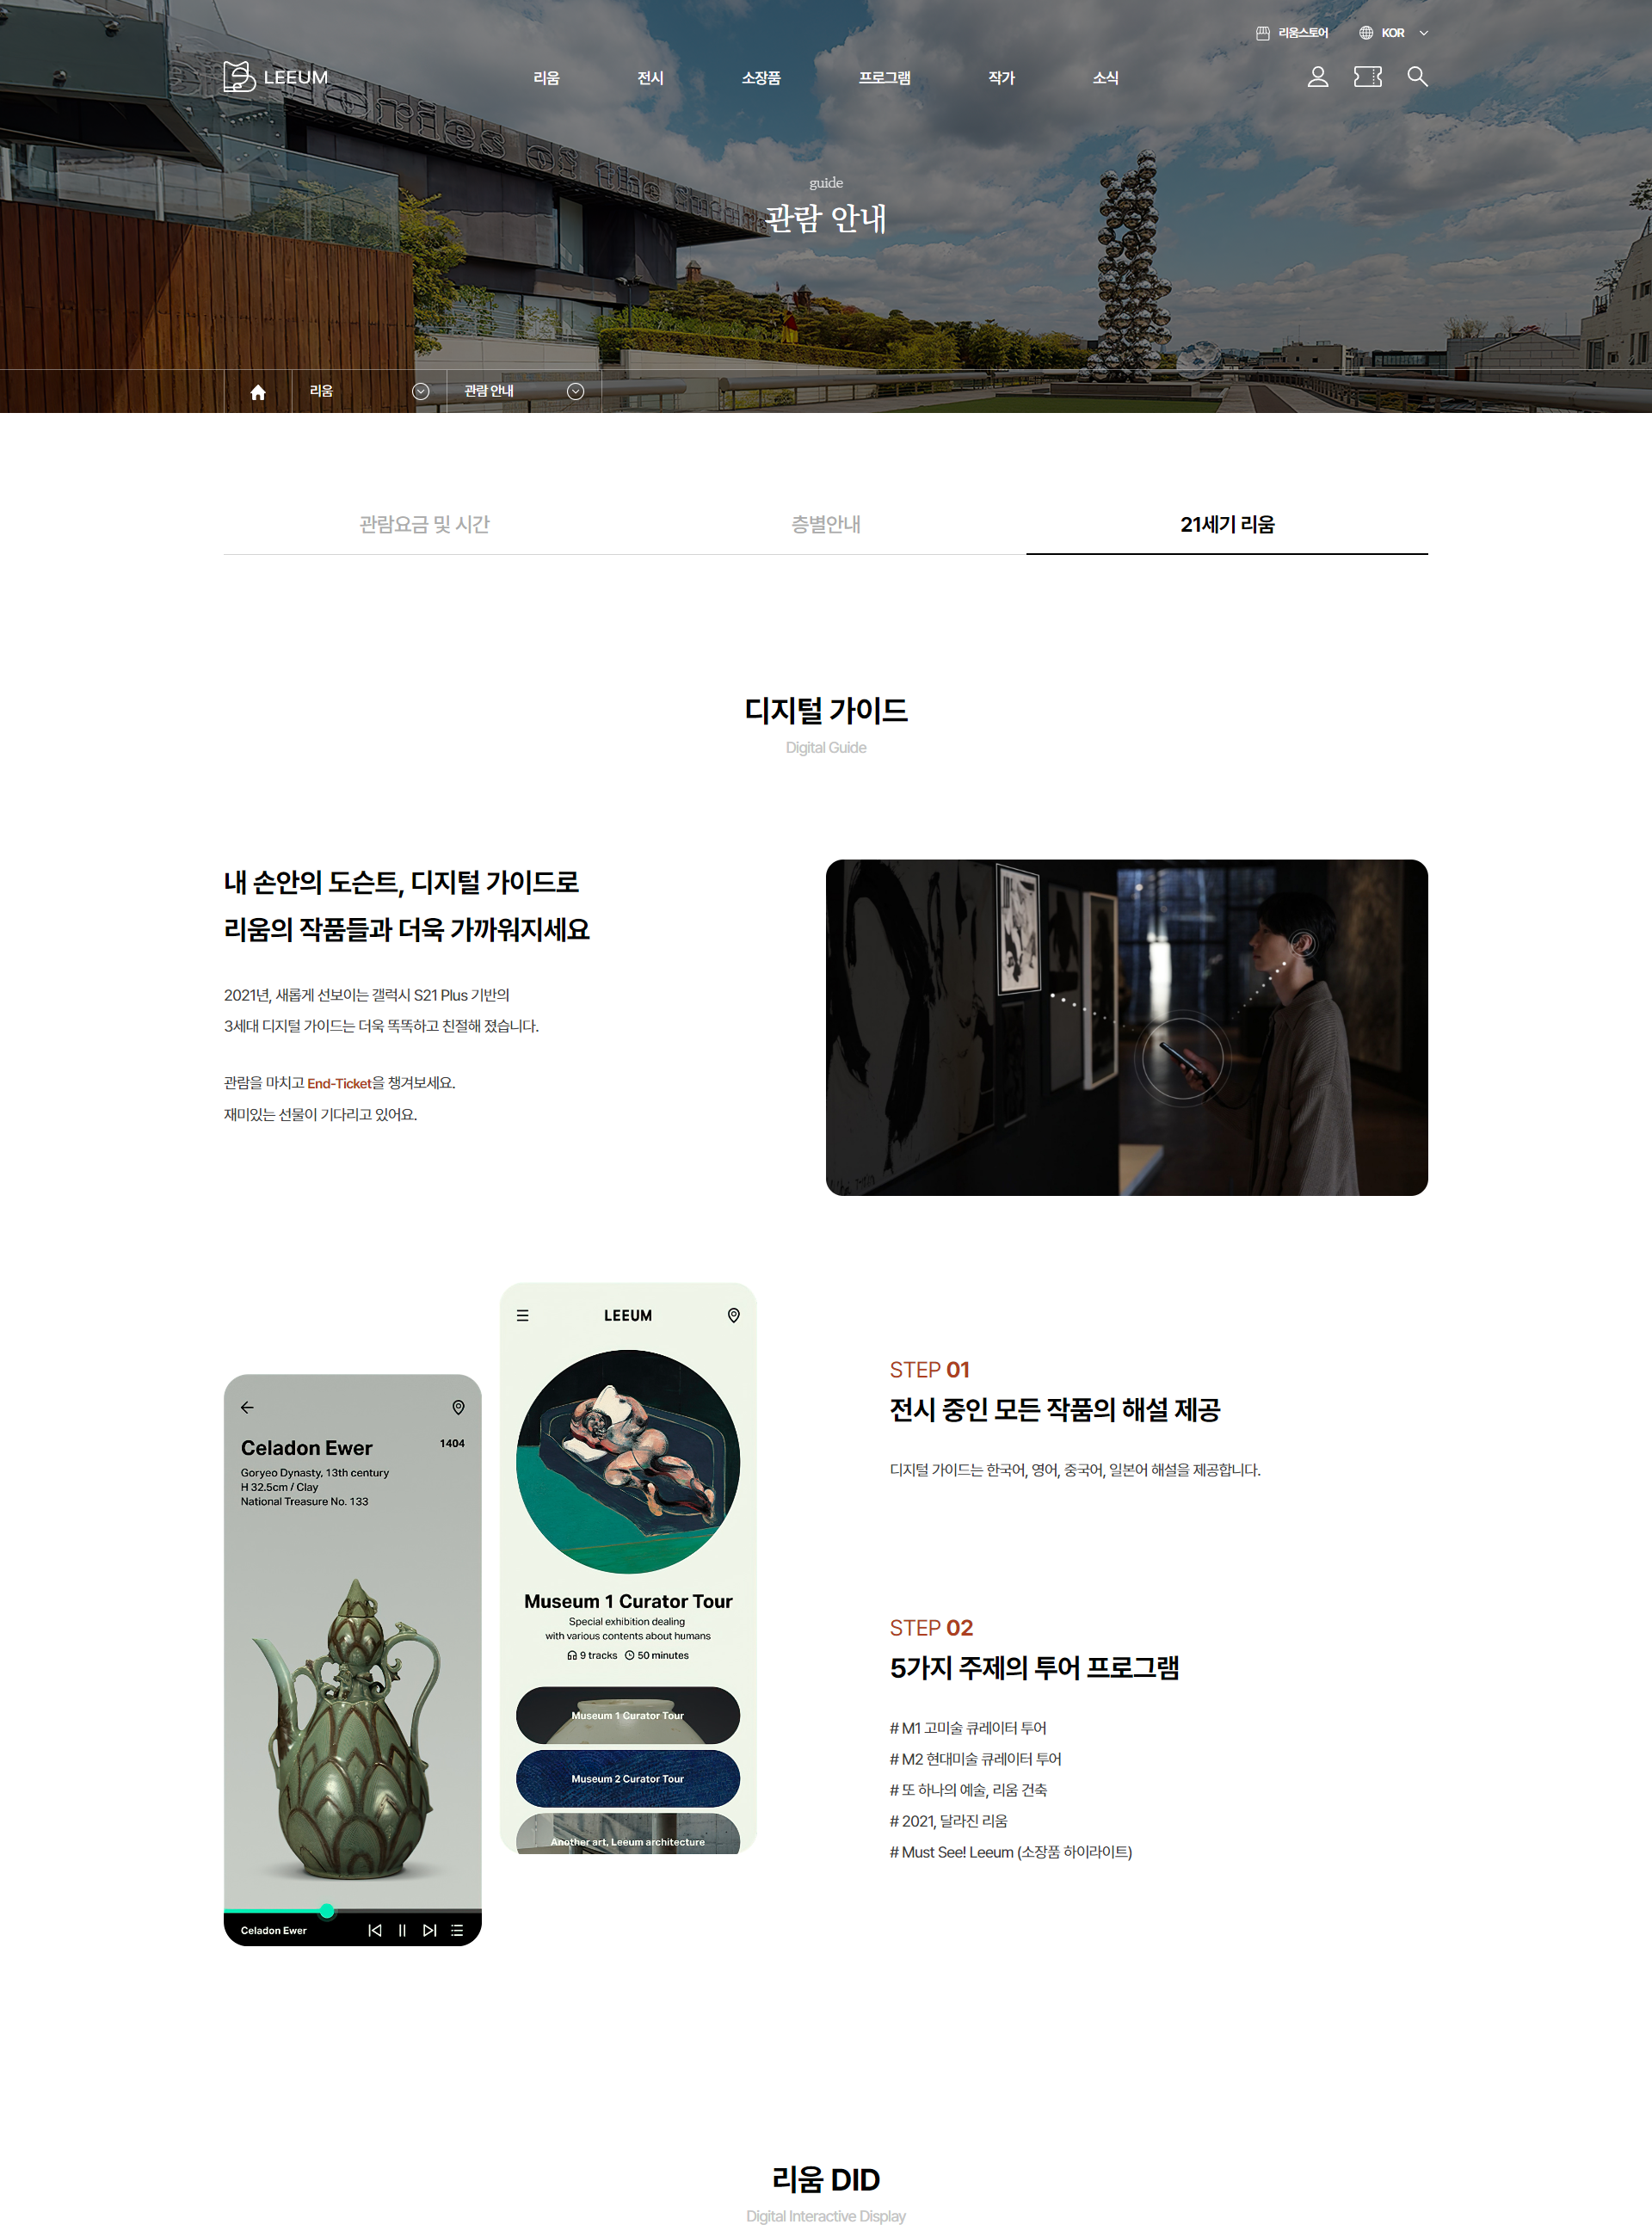 리움스토어
KOR
LEEUM
리움
전시
소장품
프로그램
작가
소식
guide
관람 안내
리움
관람 안내
관람요금 및 시간
층별안내
21세기 리움
디지털 가이드
Digital Guide
내 손안의 도슨트, 디지털 가이드로
리움의 작품들과 더욱 가까워지세요
2021년, 새롭게 선보이는 갤럭시 S21 Plus 기반의
3세대 디지털 가이드는 더욱 똑똑하고 친절해 졌습니다.
관람을 마치고 End-Ticket을 챙겨보세요.
재미있는 선물이 기다리고 있어요.
Celadon Ewer
1404
Goryeo Dynasty, 13th century
H 32.5cm / Clay
National Treasure No. 133
Celadon Ewer
LEEUM
Museum 1 Curator Tour
Special exhibition dealing
with various contents about humans
9 tracks 50 minutes
Museum 1 Curator Tour
Museum 2 Curator Tour
Another art, Leeum architecture
STEP 01
전시 중인 모든 작품의 해설 제공
디지털 가이드는 한국어, 영어, 중국어, 일본어 해설을 제공합니다.
STEP 02
5가지 주제의 투어 프로그램
# M1 고미술 큐레이터 투어
# M2 현대미술 큐레이터 투어
# 또 하나의 예술, 리움 건축
# 2021, 달라진 리움
# Must See! Leeum (소장품 하이라이트)
리움 DID
Digital Interactive Display